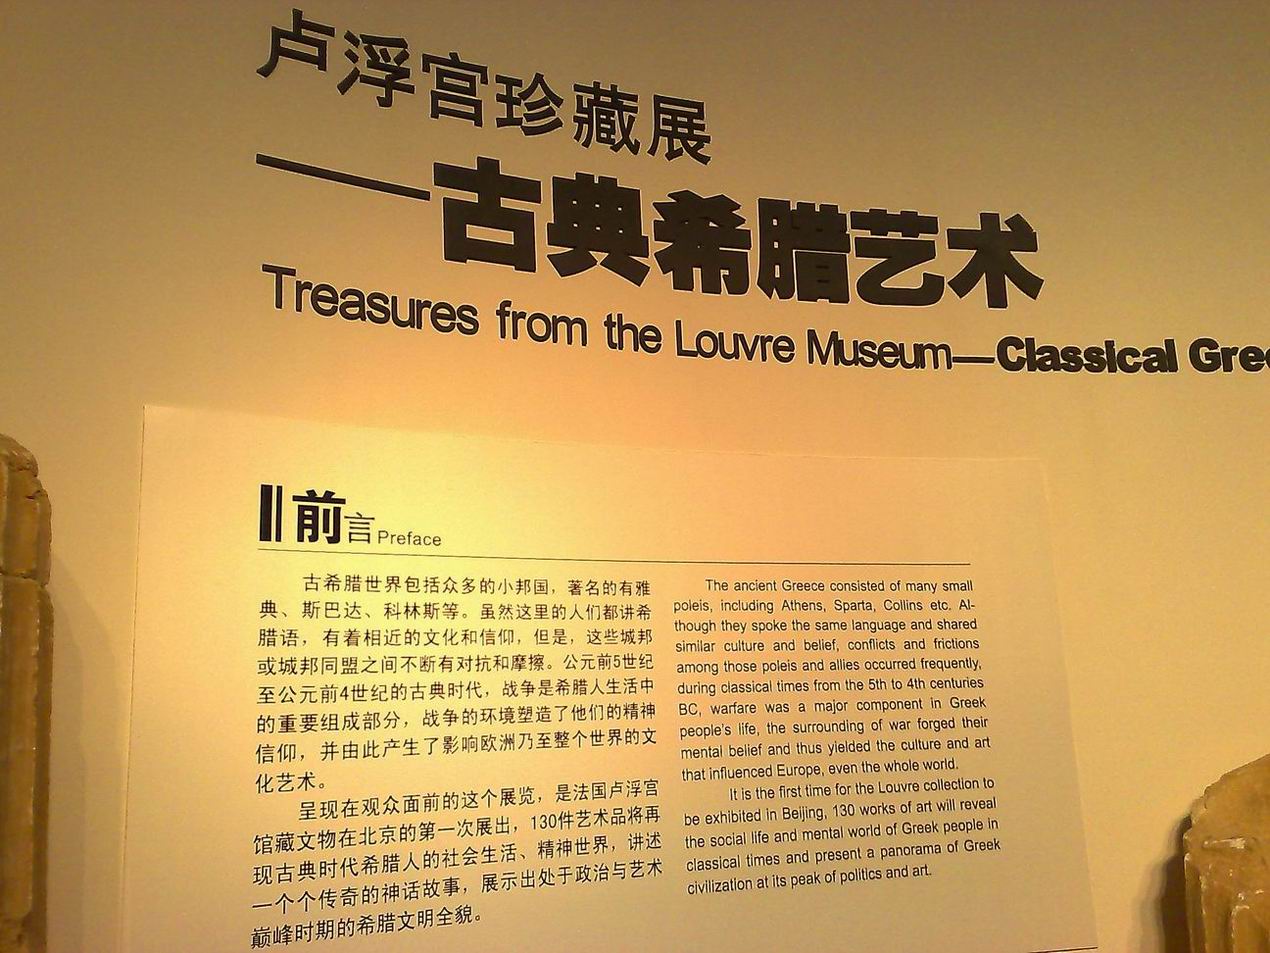 卢浮宫珍藏展
——古典希腊艺术
Treasures from the Louvre Museum—Classical Gree
前言 Preface
古希腊世界包括众多的小邦国，著名的有雅
典、斯巴达、科林斯等。虽然这里的人们都讲希
腊语，有着相近的文化和信仰，但是，这些城邦
或城邦同盟之间不断有对抗和摩擦。公元前5世纪
至公元前4世纪的古典时代，战争是希腊人生活中
的重要组成部分，战争的环境塑造了他们的精神
信仰，并由此产生了影响欧洲乃至整个世界的文
化艺术。
呈现在观众面前的这个展览，是法国卢浮宫
馆藏文物在北京的第一次展出，130件艺术品将再
现古典时代希腊人的社会生活、精神世界，讲述
一个个传奇的神话故事，展示出处于政治与艺术
巅峰时期的希腊文明全貌。
The ancient Greece consisted of many small
poleis, including Athens, Sparta, Collins etc. Al-
though they spoke the same language and shared
similar culture and belief, conflicts and frictions
among those poleis and allies occurred frequently,
during classical times from the 5th to 4th centuries
BC, warfare was a major component in Greek
people's life, the surrounding of war forged their
mental belief and thus yielded the culture and art
that influenced Europe, even the whole world.
It is the first time for the Louvre collection to
be exhibited in Beijing, 130 works of art will reveal
the social life and mental world of Greek people in
classical times and present a panorama of Greek
civilization at its peak of politics and art.